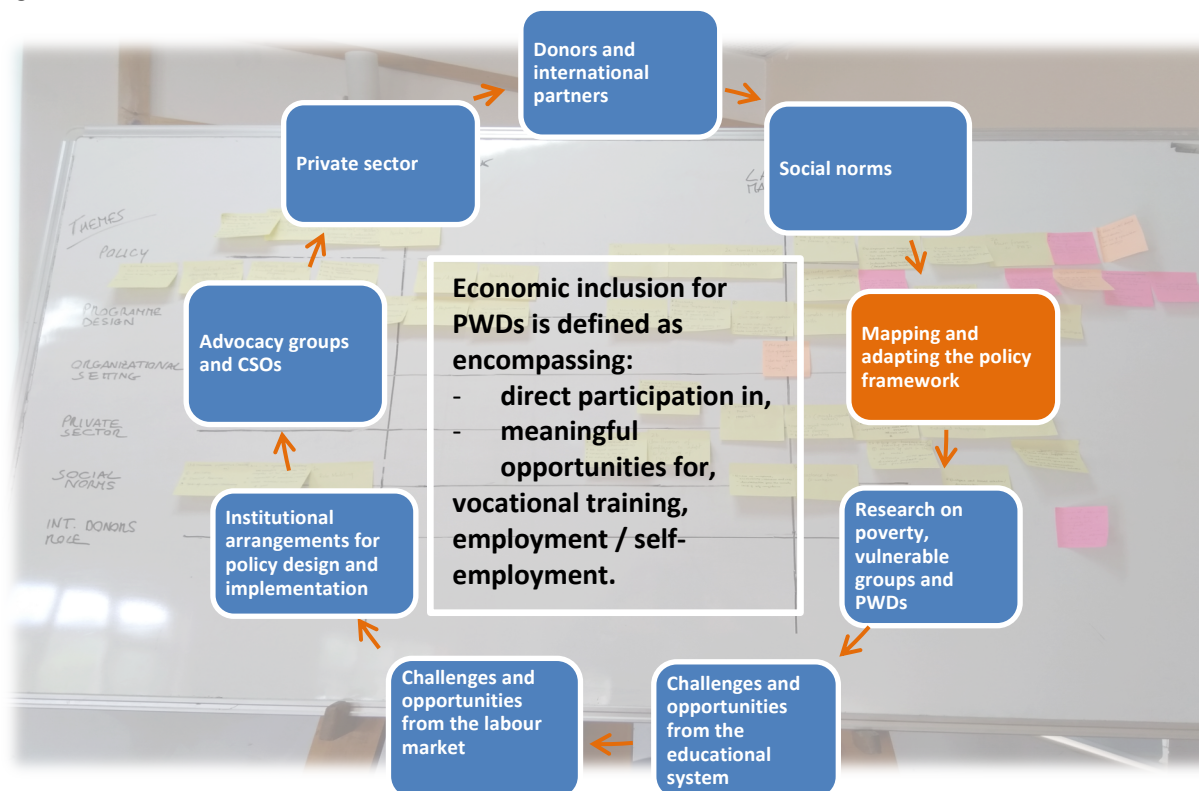 Donors and
international
partners
Private sector
Social norms
THEMES
POLICY
PROGRAMME
DESIGN
ORGANIZATIONAL
SETTING
PRIVATE
SECTOR
SOCIAL
NORMS
INT. DONORS
ROLE
Advocacy groups
and CSOs
Economic inclusion for
PWDs is defined as
encompassing:
- direct participation in,
- meaningful
opportunities for,
vocational training,
employment / self-
employment.
Mapping and
adapting the policy
framework
Institutional
arrangements for
policy design and
implementation
Research on
poverty,
vulnerable
groups and
PWDs
Challenges and
opportunities
from the labour
market
Challenges and
opportunities
from the
educational
system